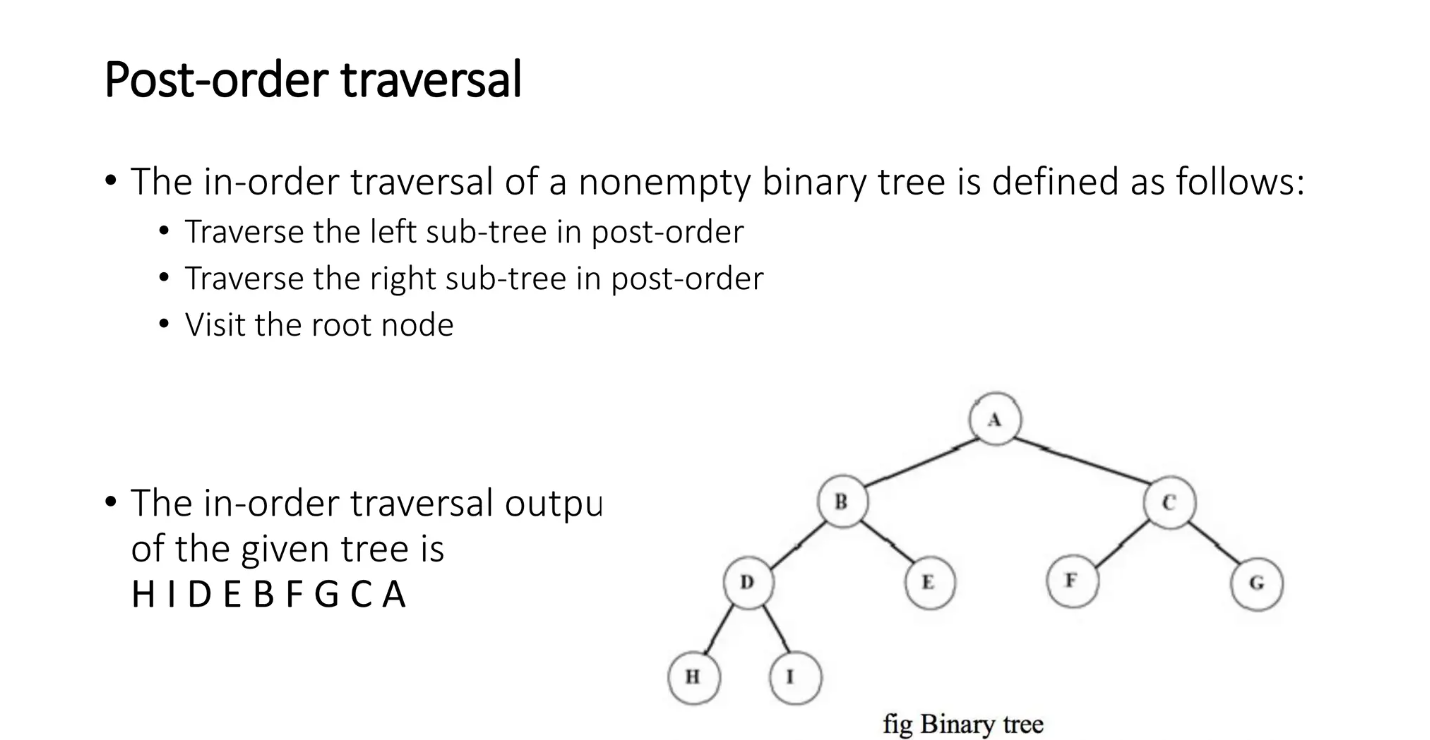 Post-order traversal
• The in-order traversal of a nonempty binary tree is defined as follows:
• Traverse the left sub-tree in post-order
• Traverse the right sub-tree in post-order
• Visit the root node
• The in-order traversal outpu
of the given tree is
H I D E B F G C A
A
B
C
D
E
F
G
H
I
fig Binary tree